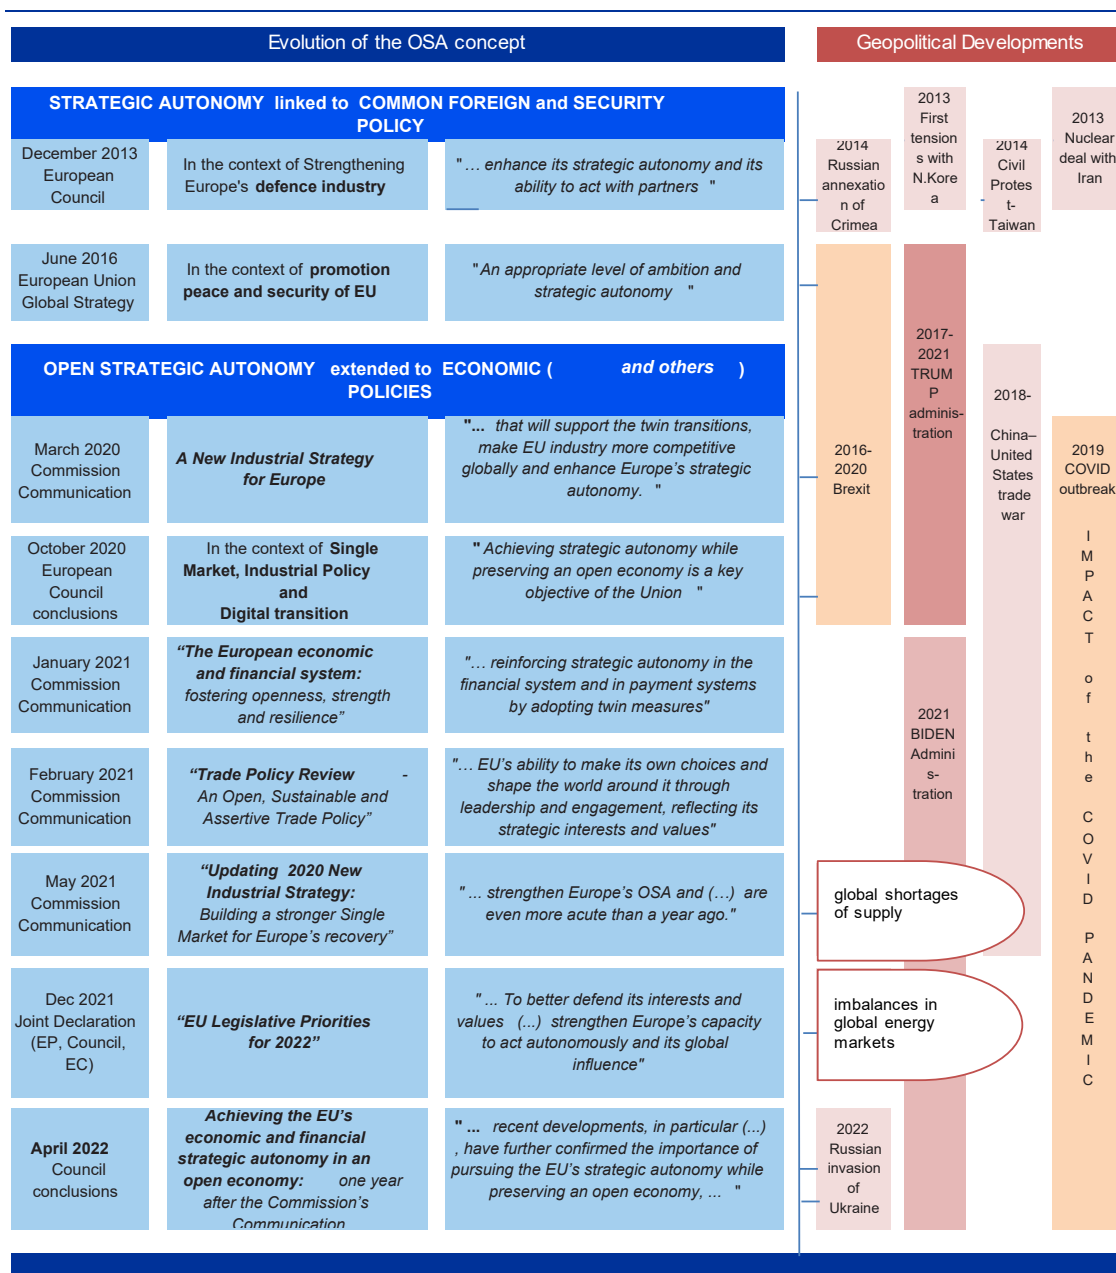 Evolution of the OSA concept
Geopolitical Developments
STRATEGIC AUTONOMY linked to COMMON FOREIGN and SECURITY
POLICY
December 2013
European
Council
In the context of Strengthening
Europe's defence industry
"… enhance its strategic autonomy and its
ability to act with partners "
June 2016
European Union
Global Strategy
In the context of promotion
peace and security of EU
"An appropriate level of ambition and
strategic autonomy "
OPEN STRATEGIC AUTONOMY extended to ECONOMIC ( and others )
POLICIES
March 2020
Commission
Communication
A New Industrial Strategy
for Europe
"... that will support the twin transitions,
make EU industry more competitive
globally and enhance Europe's strategic
autonomy. "
October 2020
European
Council
conclusions
In the context of Single
Market, Industrial Policy
and
Digital transition
" Achieving strategic autonomy while
preserving an open economy is a key
objective of the Union "
January 2021
Commission
Communication
“The European economic
and financial system:
fostering openness, strength
and resilience”
"… reinforcing strategic autonomy in the
financial system and in payment systems
by adopting twin measures"
February 2021
Commission
Communication
“Trade Policy Review -
An Open, Sustainable and
Assertive Trade Policy”
"… EU’s ability to make its own choices and
shape the world around it through
leadership and engagement, reflecting its
strategic interests and values"
May 2021
Commission
Communication
“Updating 2020 New
Industrial Strategy:
Building a stronger Single
Market for Europe’s recovery”
" ... strengthen Europe’s OSA and (…) are
even more acute than a year ago."
Dec 2021
Joint Declaration
(EP, Council,
EC)
“EU Legislative Priorities
for 2022”
" ... To better defend its interests and
values (...) strengthen Europe’s capacity
to act autonomously and its global
influence"
April 2022
Council
conclusions
Achieving the EU’s
economic and financial
strategic autonomy in an
open economy: one year
after the Commission’s
Communication
" ... recent developments, in particular (...)
, have further confirmed the importance of
pursuing the EU’s strategic autonomy while
preserving an open economy, ... "
2014
Russian
annexatio
n of
Crimea
2013
First
tension
s with
N.Kore
a
2014
Civil
Protes
t-
Taiwan
2013
Nuclear
deal with
Iran
2016-
2020
Brexit
2017-
2021
TRUM
P
adminis-
tration
2018-
China–
United
States
trade
war
2019
COVID
outbreak
I
M
P
A
C
T
o
f
t
h
e
C
O
V
I
D
P
A
N
D
E
M
I
C
2021
BIDEN
Admini
s-
tration
global shortages
of supply
imbalances in
global energy
markets
2022
Russian
invasion
of
Ukraine